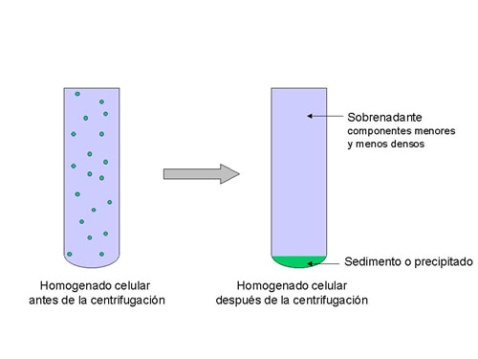 Sobrenadante
componentes menores
y menos densos
Sedimento o precipitado
Homogenado celular
antes de la centrifugación
Homogenado celular
después de la centrifugación